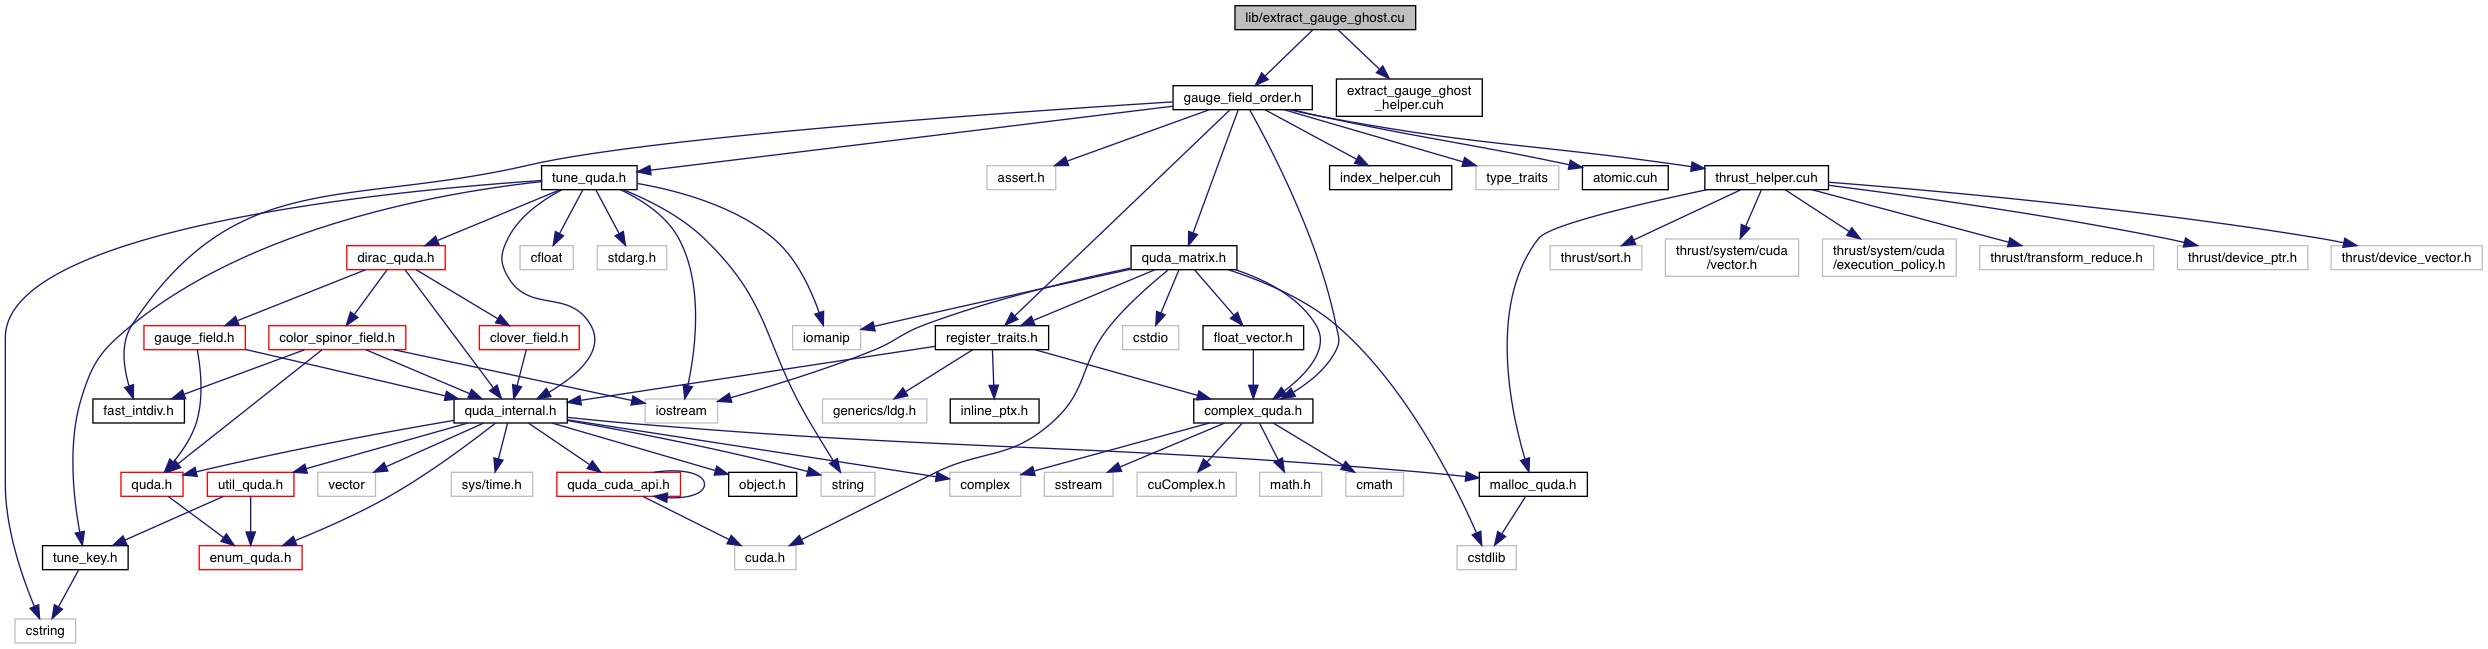 lib/extract_gauge_ghost.cu
gauge_field_order.h
extract_gauge_ghost
_helper.cuh
tune_quda.h
assert.h
index_helper.cuh
type_traits
atomic.cuh
thrust_helper.cuh
dirac_quda.h
cfloat
stdarg.h
quda_matrix.h
thrust/sort.h
thrust/system/cuda
/vector.h
thrust/system/cuda
/execution_policy.h
thrust/transform_reduce.h
thrust/device_ptr.h
thrust/device_vector.h
gauge_field.h
color_spinor_field.h
clover_field.h
iomanip
register_traits.h
cstdio
float_vector.h
fast_intdiv.h
quda_internal.h
iostream
generics/ldg.h
inline_ptx.h
complex_quda.h
quda.h
util_quda.h
vector
sys/time.h
quda_cuda_api.h
object.h
string
complex
sstream
cuComplex.h
math.h
cmath
malloc_quda.h
tune_key.h
enum_quda.h
cuda.h
cstdlib
cstring